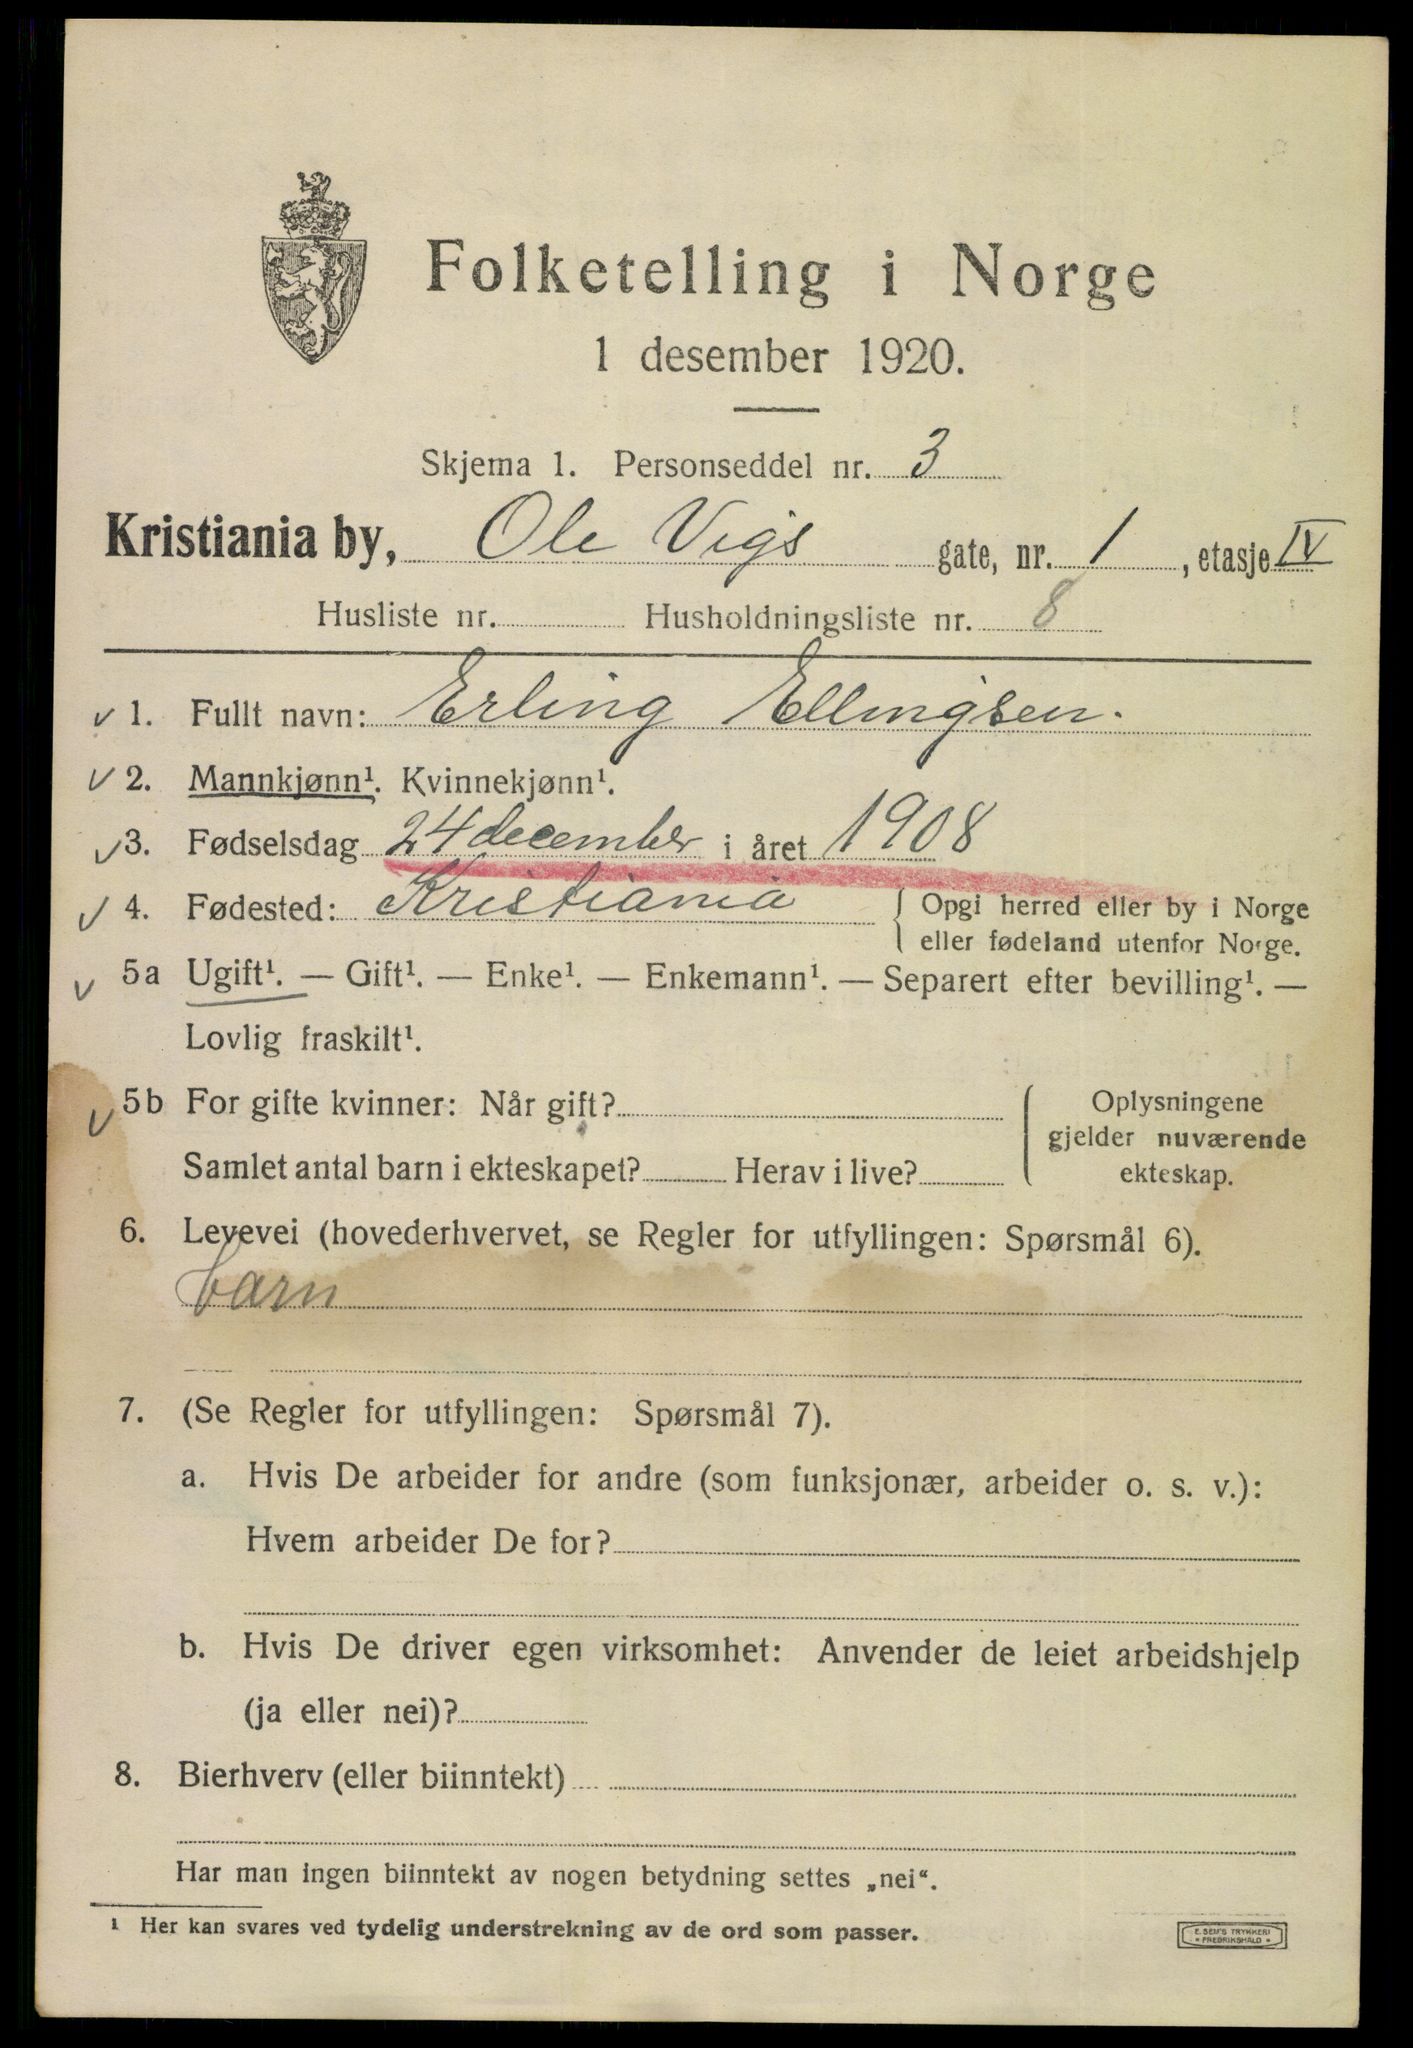 Folketelling i Norge
1 desember 1920.
Skjema 1. Personseddel nr. 3
Kristiania by, Ole Vigs gate, nr. 1, etasje IV
Husliste nr. Husholdningsliste nr. 8
v 1. Fullt navn: Erling Ellingsen.
v 2. Mannkjønn¹. Kvinnekjønn¹.
v 3. Fødselsdag 24 december i året 1908
v 4. Fødested: Kristiania { Opgi herred eller by i Norge
eller fødeland utenfor Norge.
v 5a Ugift¹. — Gift¹. — Enke¹. — Enkemann¹. — Separert efter bevilling¹. —
Lovlig fraskilt¹.
v 5b For gifte kvinner: Når gift? { Oplysningene
gjelder nuværende
Samlet antal barn i ekteskapet? Herav i live? ekteskap.
6. Levevei (hovederhvervet, se Regler for utfyllingen: Spørsmål 6).
barn
7. (Se Regler for utfyllingen: Spørsmål 7).
a. Hvis De arbeider for andre (som funksjonær, arbeider o. s. v.):
Hvem arbeider De for?
b. Hvis De driver egen virksomhet: Anvender de leiet arbeidshjelp
(ja eller nei)?
8. Bierhverv (eller biinntekt)
Har man ingen biinntekt av nogen betydning settes „nei“.
¹ Her kan svares ved tydelig understrekning av de ord som passer.
E. SEM'S TRYKKERI
• FREDRIKSHALD •